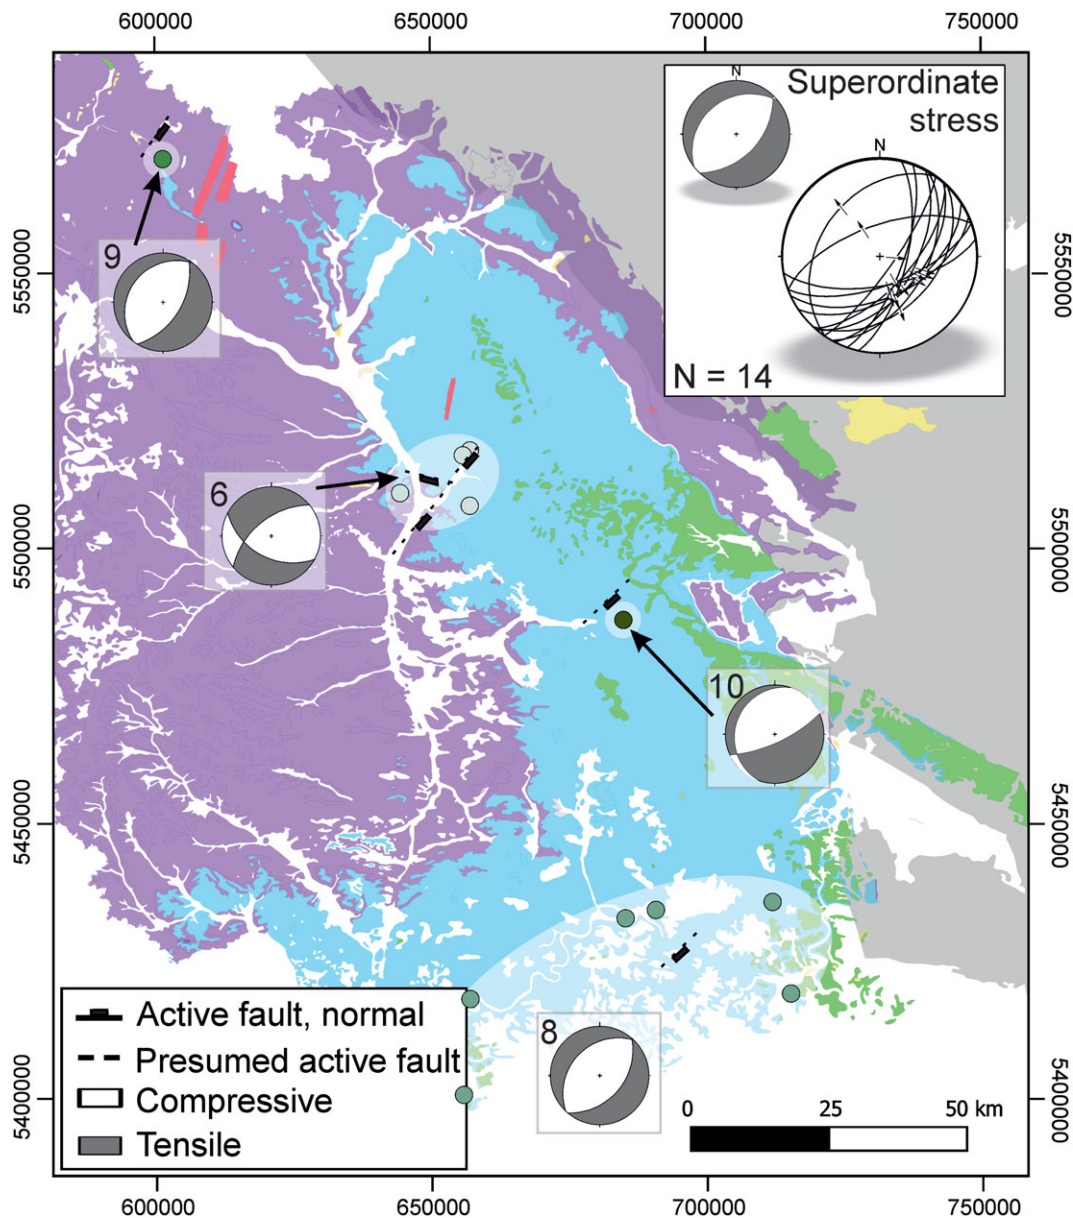 600000 650000 700000 750000
N
Superordinate
stress
N
N = 14
9
5550000
5550000
6
5500000
5500000
10
5450000
5450000
8
Active fault, normal
Presumed active fault
Compressive
Tensile
5400000
5400000
0 25 50 km
600000 650000 700000 750000